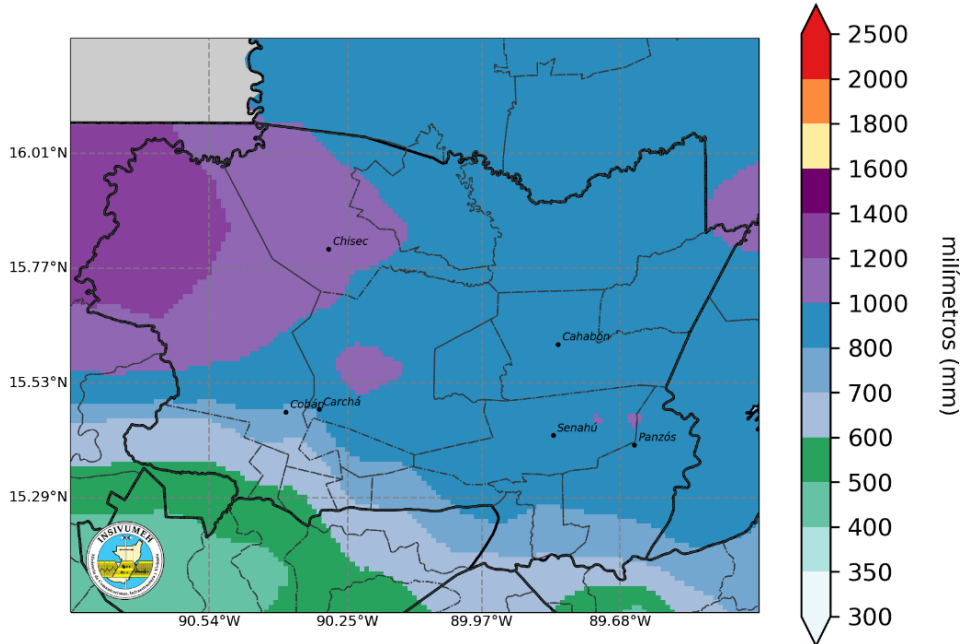 2500
2000
1800
1600
1400
1200
1000
800
700
600
500
400
350
300
milímetros (mm)
16.01°N
15.77°N
15.53°N
15.29°N
Chisec
Cahabón
Cobán
Carchá
Senahú
Panzós
INSIVUMEH
90.54°W
90.25°W
89.97°W
89.68°W